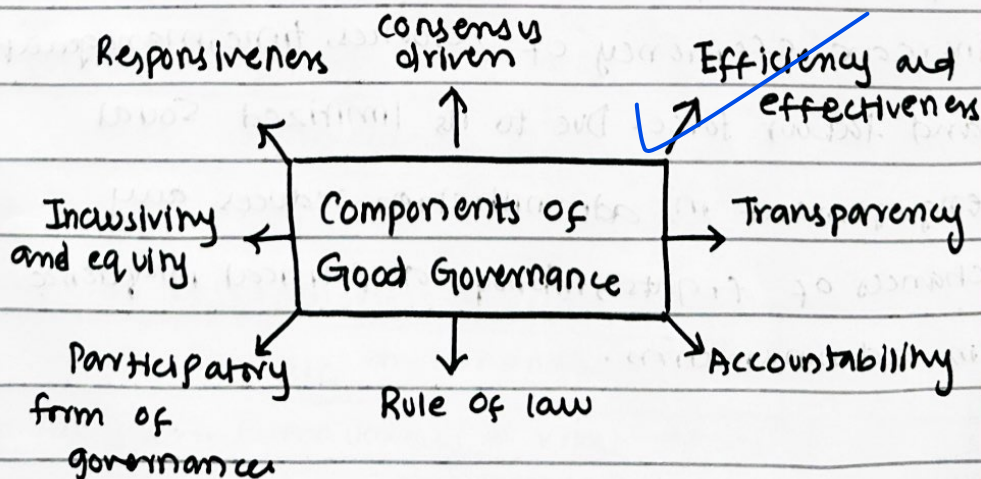 Responsiveness
consensus
driven
Efficiency and
effectiveness
Inclusivity
and equity
Components of
Good Governance
Transparency
Participatory
form of
governance
Rule of law
Accountability